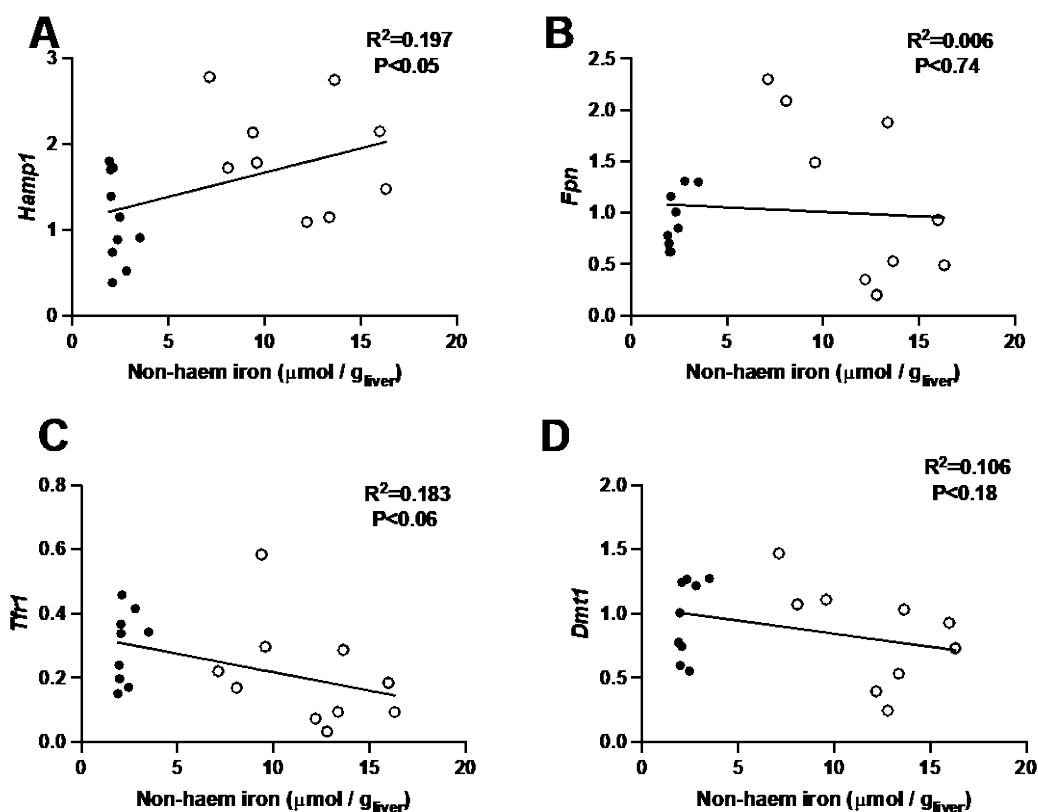 A
R²=0.197
P<0.05
3
2
1
0
Hamp1
0 5 10 15 20
Non-haem iron (μmol / gliver)
B
R²=0.006
P<0.74
2.5
2.0
1.5
1.0
0.5
0.0
Fpn
0 5 10 15 20
Non-haem iron (μmol / gliver)
C
R²=0.183
P<0.06
0.8
0.6
0.4
0.2
0.0
Tfr1
0 5 10 15 20
Non-haem iron (μmol / gliver)
D
R²=0.106
P<0.18
2.0
1.5
1.0
0.5
0.0
Dmt1
0 5 10 15 20
Non-haem iron (μmol / gliver)